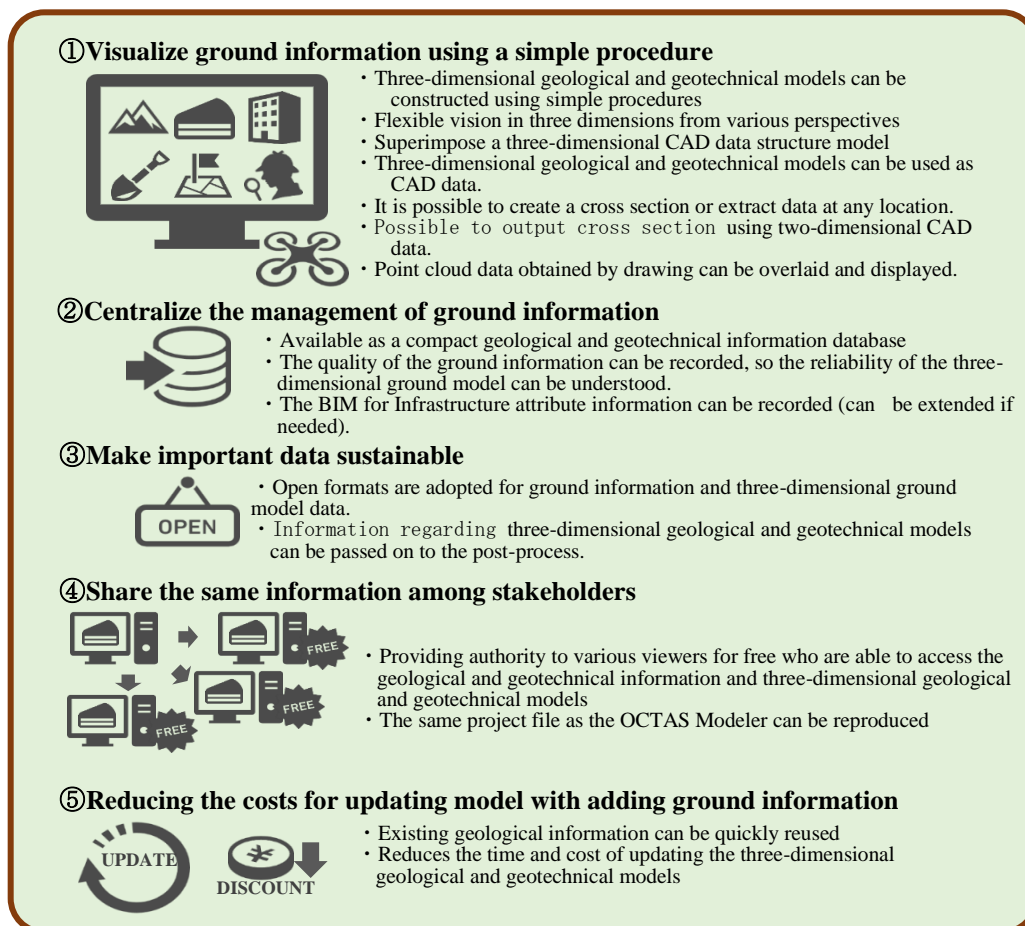 ①Visualize ground information using a simple procedure
・Three-dimensional geological and geotechnical models can be
constructed using simple procedures
・Flexible vision in three dimensions from various perspectives
・Superimpose a three-dimensional CAD data structure model
・Three-dimensional geological and geotechnical models can be used as
CAD data.
・It is possible to create a cross section or extract data at any location.
・Possible to output cross section using two-dimensional CAD
data.
・Point cloud data obtained by drawing can be overlaid and displayed.
②Centralize the management of ground information
・Available as a compact geological and geotechnical information database
・The quality of the ground information can be recorded, so the reliability of the three-
dimensional ground model can be understood.
・The BIM for Infrastructure attribute information can be recorded (can be extended if
needed).
③Make important data sustainable
OPEN
・Open formats are adopted for ground information and three-dimensional ground
model data.
・Information regarding three-dimensional geological and geotechnical models
can be passed on to the post-process.
④Share the same information among stakeholders
FREE
FREE
FREE
・Providing authority to various viewers for free who are able to access the
geological and geotechnical information and three-dimensional geological
and geotechnical models
・The same project file as the OCTAS Modeler can be reproduced
⑤Reducing the costs for updating model with adding ground information
UPDATE
DISCOUNT
・Existing geological information can be quickly reused
・Reduces the time and cost of updating the three-dimensional
geological and geotechnical models